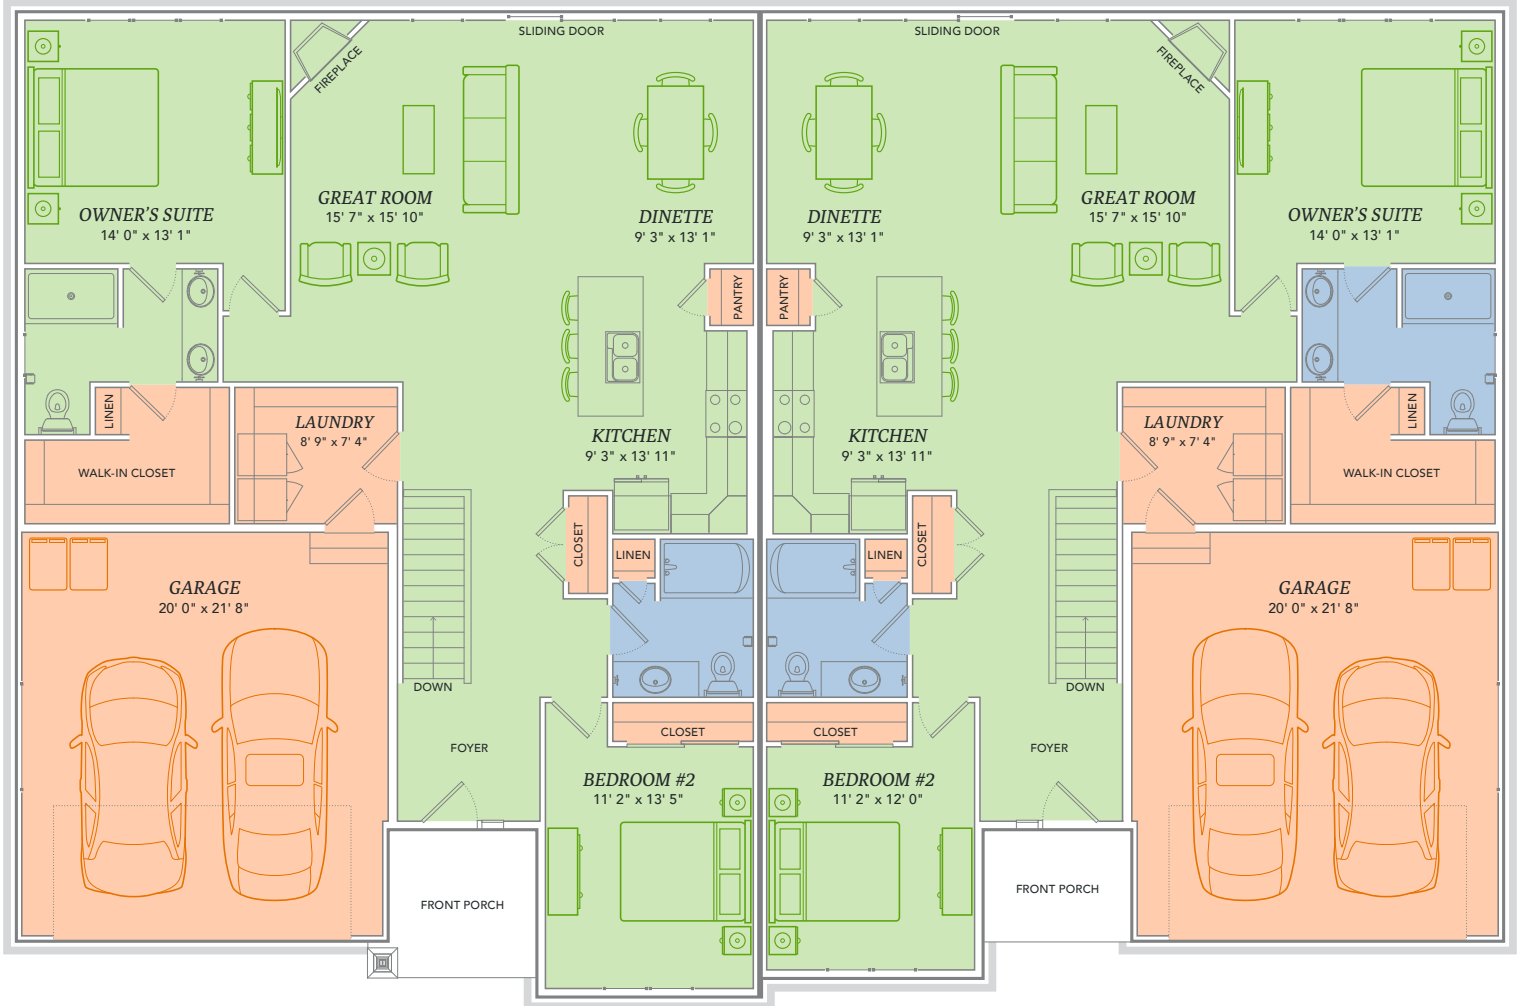 SLIDING DOOR
SLIDING DOOR
FIREPLACE
FIREPLACE
OWNER’S SUITE
14' 0" x 13' 1"
GREAT ROOM
15' 7" x 15' 10"
DINETTE
9' 3" x 13' 1"
DINETTE
9' 3" x 13' 1"
GREAT ROOM
15' 7" x 15' 10"
OWNER’S SUITE
14' 0" x 13' 1"
PANTRY
PANTRY
LINEN
LAUNDRY
8' 9" x 7' 4"
KITCHEN
9' 3" x 13' 11"
KITCHEN
9' 3" x 13' 11"
LAUNDRY
8' 9" x 7' 4"
LINEN
WALK-IN CLOSET
WALK-IN CLOSET
CLOSET
LINEN
LINEN
CLOSET
GARAGE
20' 0" x 21' 8"
GARAGE
20' 0" x 21' 8"
DOWN
DOWN
FOYER
CLOSET
CLOSET
FOYER
BEDROOM #2
11' 2" x 13' 5"
BEDROOM #2
11' 2" x 12' 0"
FRONT PORCH
FRONT PORCH